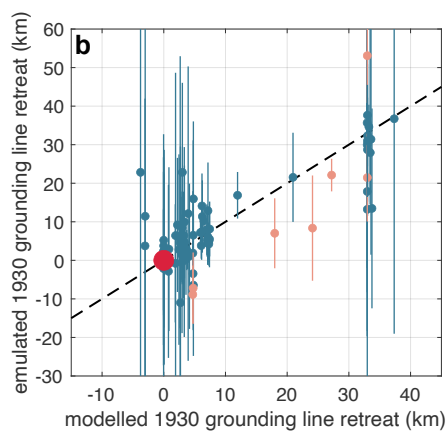 b
emulated 1930 grounding line retreat (km)
60
50
40
30
20
10
0
-10
-20
-30
-10 0 10 20 30 40
modelled 1930 grounding line retreat (km)